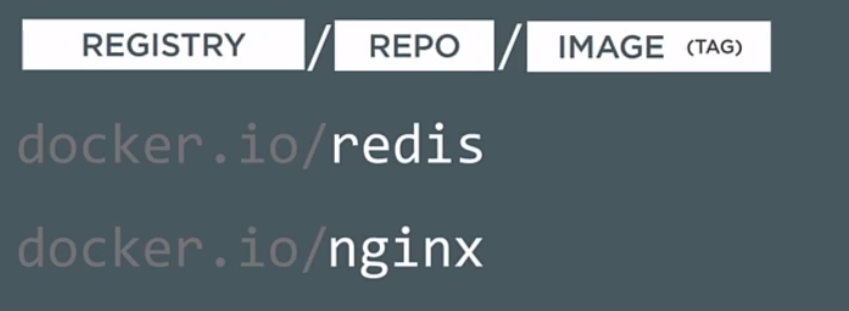 REGISTRY / REPO / IMAGE (TAG)
docker.io/redis
docker.io/nginx